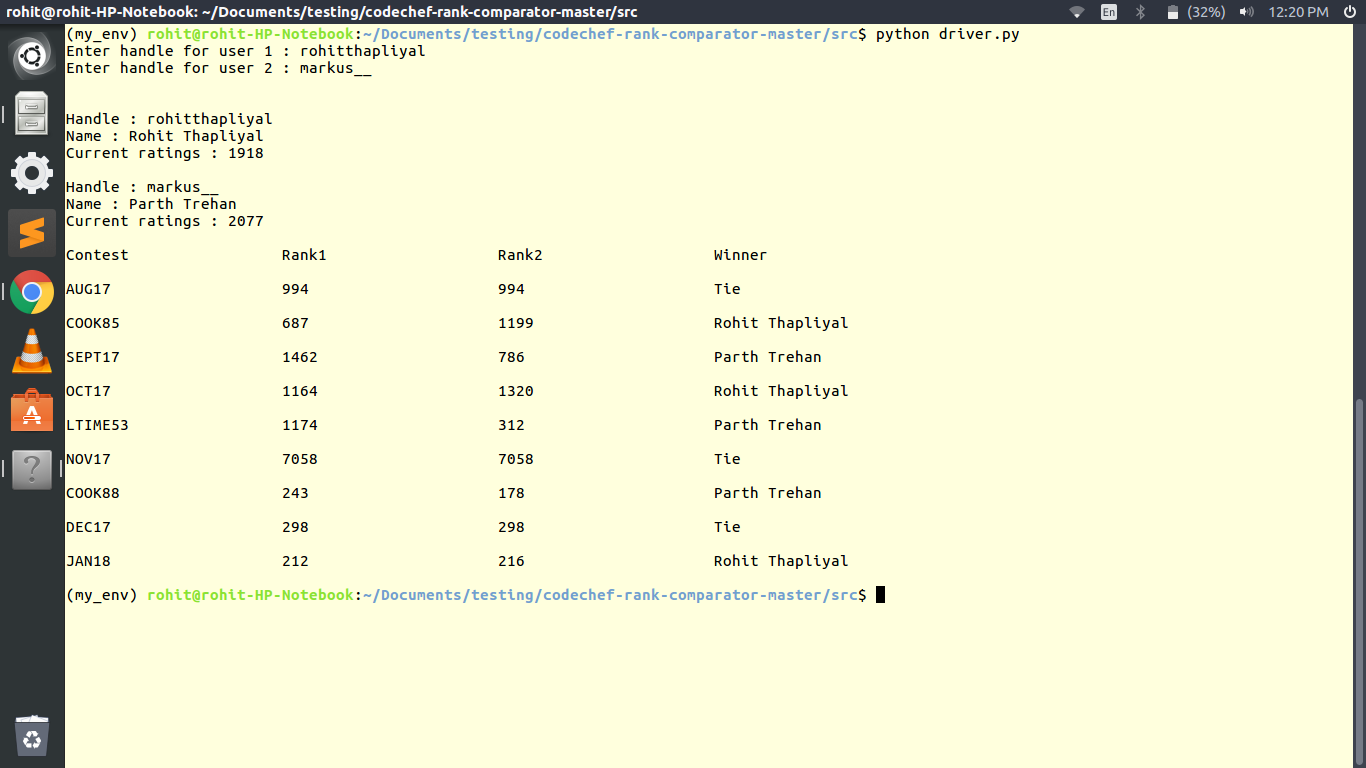 rohit@rohit-HP-Notebook: ~/Documents/testing/codechef-rank-comparator-master/src En (32%) 12:20 PM
(my_env) rohit@rohit-HP-Notebook:~/Documents/testing/codechef-rank-comparator-master/src$ python driver.py
Enter handle for user 1 : rohitthapliyal
Enter handle for user 2 : markus__
Handle : rohitthapliyal
Name : Rohit Thapliyal
Current ratings : 1918
Handle : markus__
Name : Parth Trehan
Current ratings : 2077
Contest Rank1 Rank2 Winner
AUG17 994 994 Tie
COOK85 687 1199 Rohit Thapliyal
SEPT17 1462 786 Parth Trehan
OCT17 1164 1320 Rohit Thapliyal
LTIME53 1174 312 Parth Trehan
NOV17 7058 7058 Tie
COOK88 243 178 Parth Trehan
DEC17 298 298 Tie
JAN18 212 216 Rohit Thapliyal
(my_env) rohit@rohit-HP-Notebook:~/Documents/testing/codechef-rank-comparator-master/src$